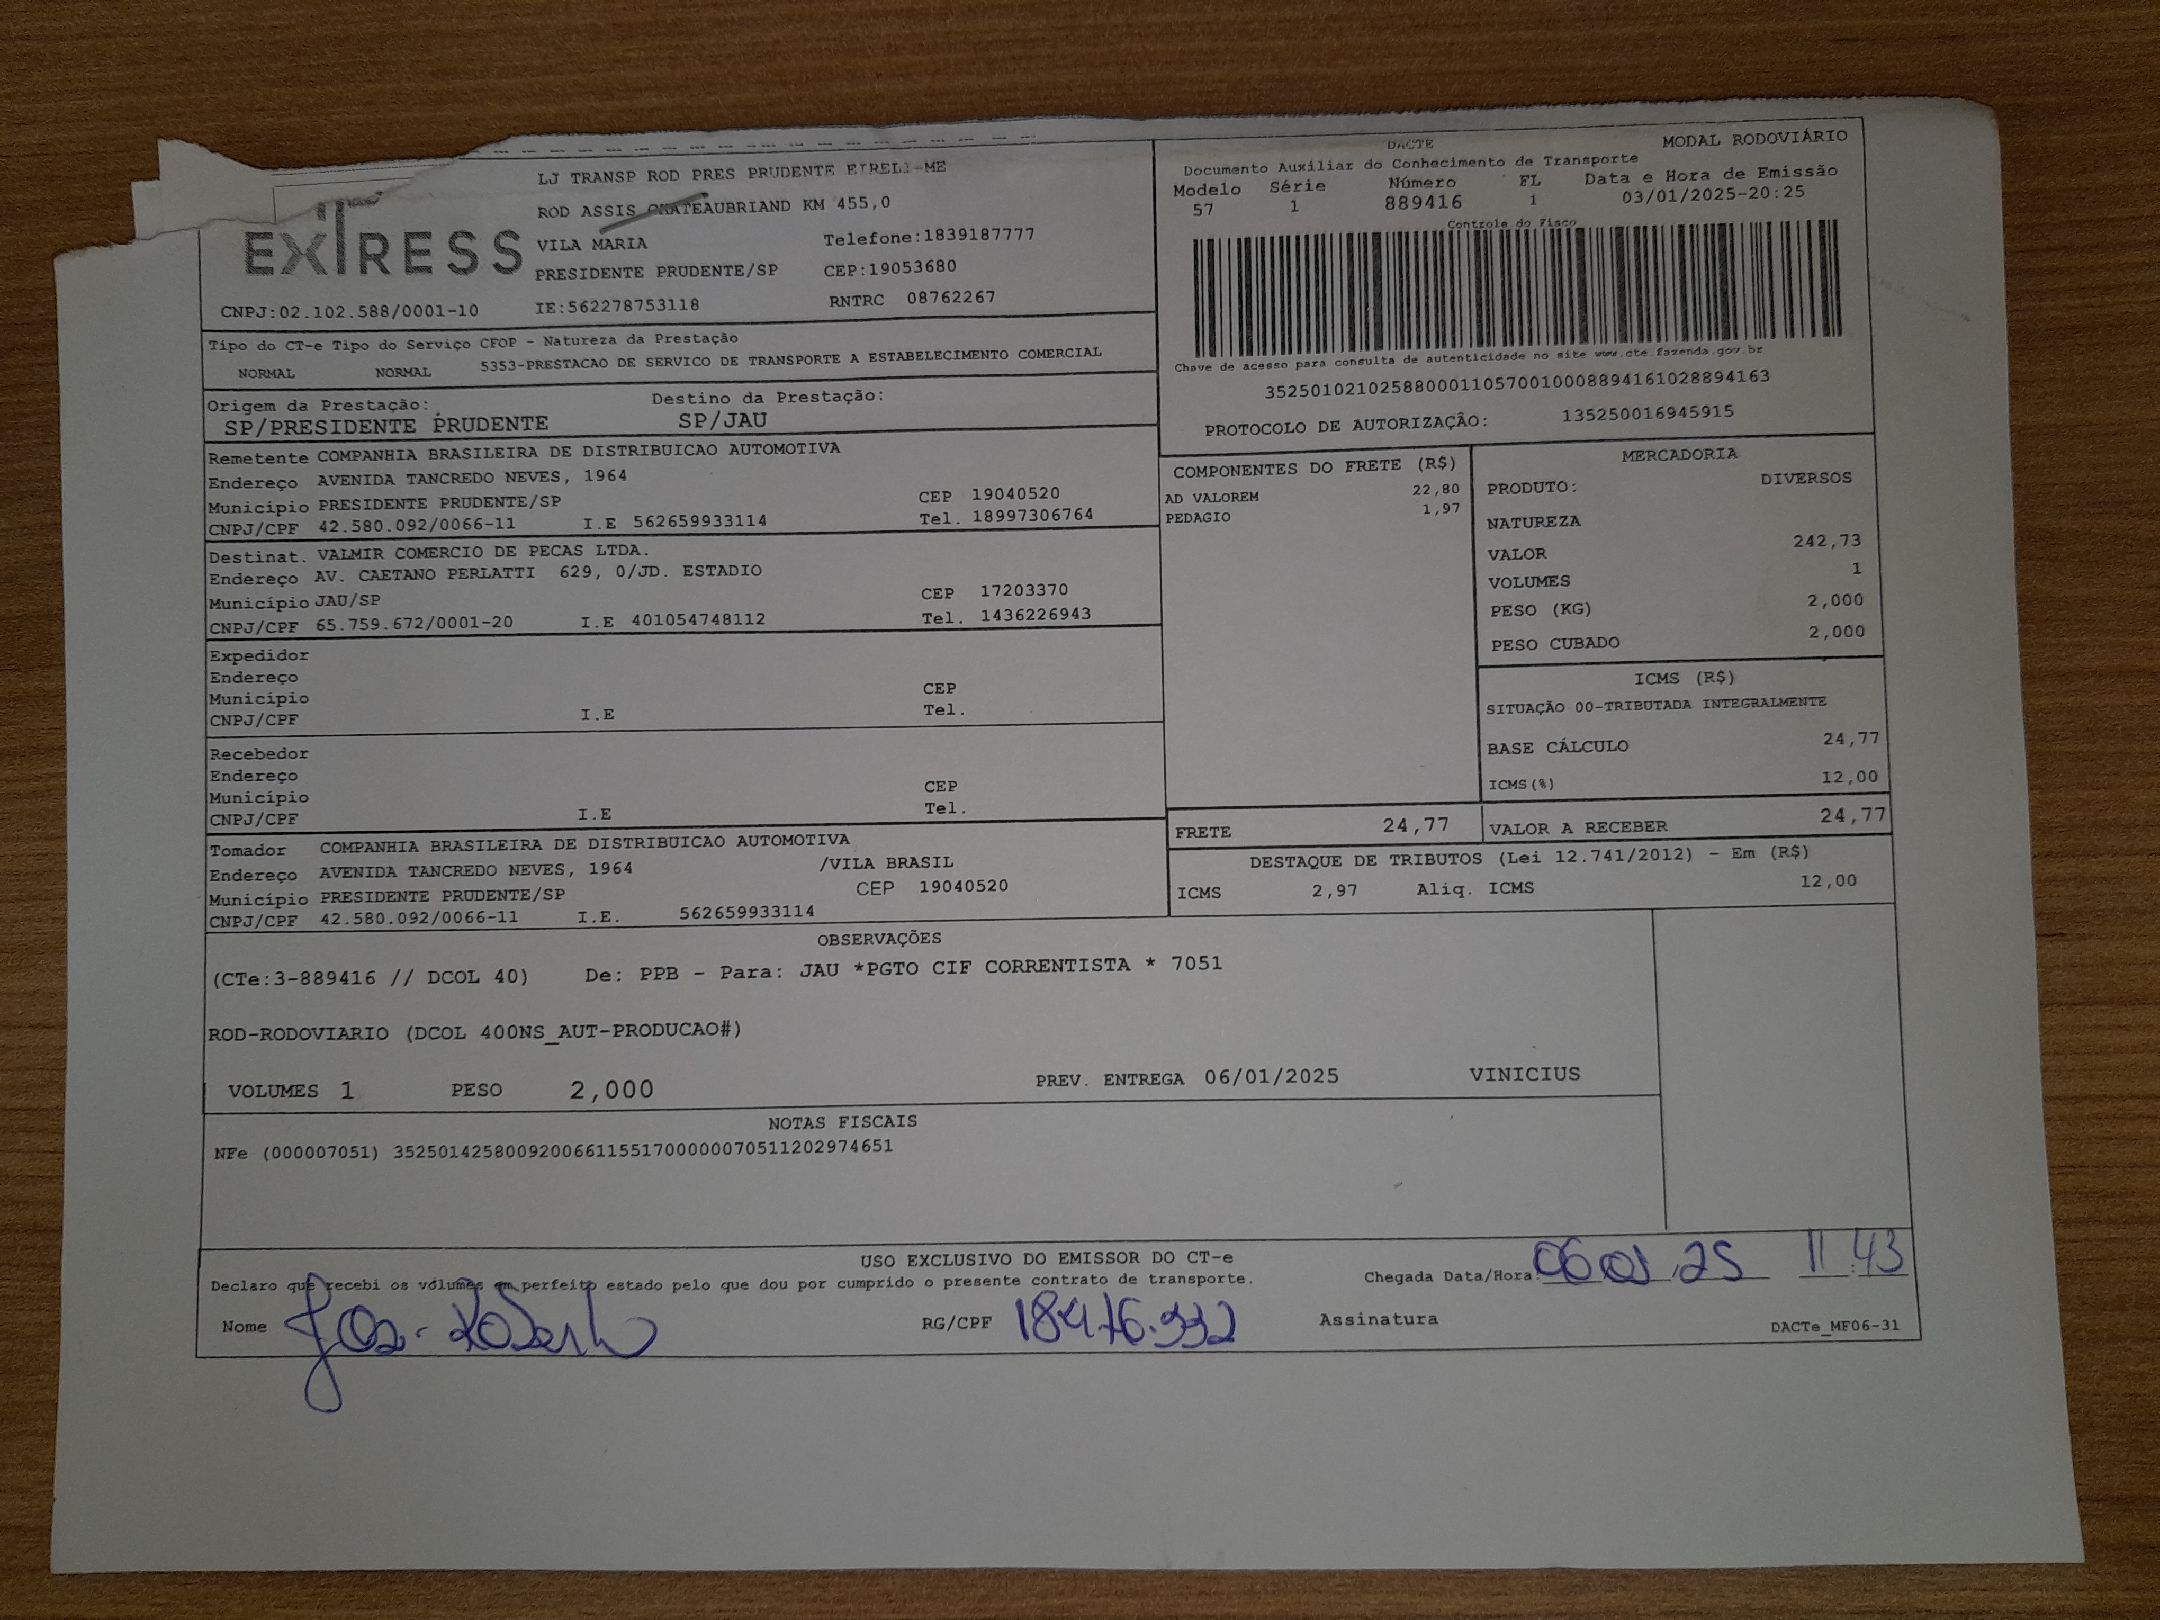 EXTRESS
LJ TRANSP ROD PRES PRUDENTE EIRELI-ME
ROD ASSIS CHATEAUBRIAND KM 455,0
VILA MARIA Telefone:1839187777
PRESIDENTE PRUDENTE/SP CEP:19053680
CNPJ:02.102.588/0001-10 IE:562278753118 RNTRC 08762267
DACTE MODAL RODOVIÁRIO
Documento Auxiliar do Conhecimento de Transporte
Modelo Série Número FL Data e Hora de Emissão
57 1 889416 1 03/01/2025-20:25
Controle do Fisco
Chave de acesso para consulta de autenticidade no site www.cte.fazenda.gov.br
35250102102588000110570010008894161028894163
PROTOCOLO DE AUTORIZAÇÃO: 135250016945915
Tipo do CT-e Tipo do Serviço CFOP - Natureza da Prestação
NORMAL NORMAL 5353-PRESTACAO DE SERVICO DE TRANSPORTE A ESTABELECIMENTO COMERCIAL
Origem da Prestação: Destino da Prestação:
SP/PRESIDENTE PRUDENTE SP/JAU
Remetente COMPANHIA BRASILEIRA DE DISTRIBUICAO AUTOMOTIVA
Endereço AVENIDA TANCREDO NEVES, 1964
Município PRESIDENTE PRUDENTE/SP CEP 19040520
CNPJ/CPF 42.580.092/0066-11 I.E 562659933114 Tel. 18997306764
Destinat. VALMIR COMERCIO DE PECAS LTDA.
Endereço AV. CAETANO PERLATTI 629, 0/JD. ESTADIO
Município JAU/SP CEP 17203370
CNPJ/CPF 65.759.672/0001-20 I.E 401054748112 Tel. 1436226943
Expedidor
Endereço
Município CEP
CNPJ/CPF I.E Tel.
Recebedor
Endereço
Município CEP
CNPJ/CPF I.E Tel.
Tomador COMPANHIA BRASILEIRA DE DISTRIBUICAO AUTOMOTIVA
Endereço AVENIDA TANCREDO NEVES, 1964 /VILA BRASIL
Município PRESIDENTE PRUDENTE/SP CEP 19040520
CNPJ/CPF 42.580.092/0066-11 I.E. 562659933114
COMPONENTES DO FRETE (R$)
AD VALOREM 22,80
PEDAGIO 1,97
MERCADORIA
PRODUTO: DIVERSOS
NATUREZA
VALOR 242,73
VOLUMES 1
PESO (KG) 2,000
PESO CUBADO 2,000
ICMS (R$)
SITUAÇÃO 00-TRIBUTADA INTEGRALMENTE
BASE CÁLCULO 24,77
ICMS(%) 12,00
FRETE 24,77 VALOR A RECEBER 24,77
DESTAQUE DE TRIBUTOS (Lei 12.741/2012) - Em (R$)
ICMS 2,97 Aliq. ICMS 12,00
OBSERVAÇÕES
(CTe:3-889416 // DCOL 40) De: PPB - Para: JAU *PGTO CIF CORRENTISTA * 7051
ROD-RODOVIARIO (DCOL 400NS_AUT-PRODUCAO#)
VOLUMES 1 PESO 2,000 PREV. ENTREGA 06/01/2025 VINICIUS
NOTAS FISCAIS
NFe (000007051) 35250142580092006611551700000070511202974651
USO EXCLUSIVO DO EMISSOR DO CT-e
Declaro que recebi os volumes em perfeito estado pelo que dou por cumprido o presente contrato de transporte. Chegada Data/Hora: 06 01 25 11:43
Nome RG/CPF 18476.332 Assinatura
DACTe_MF06-31